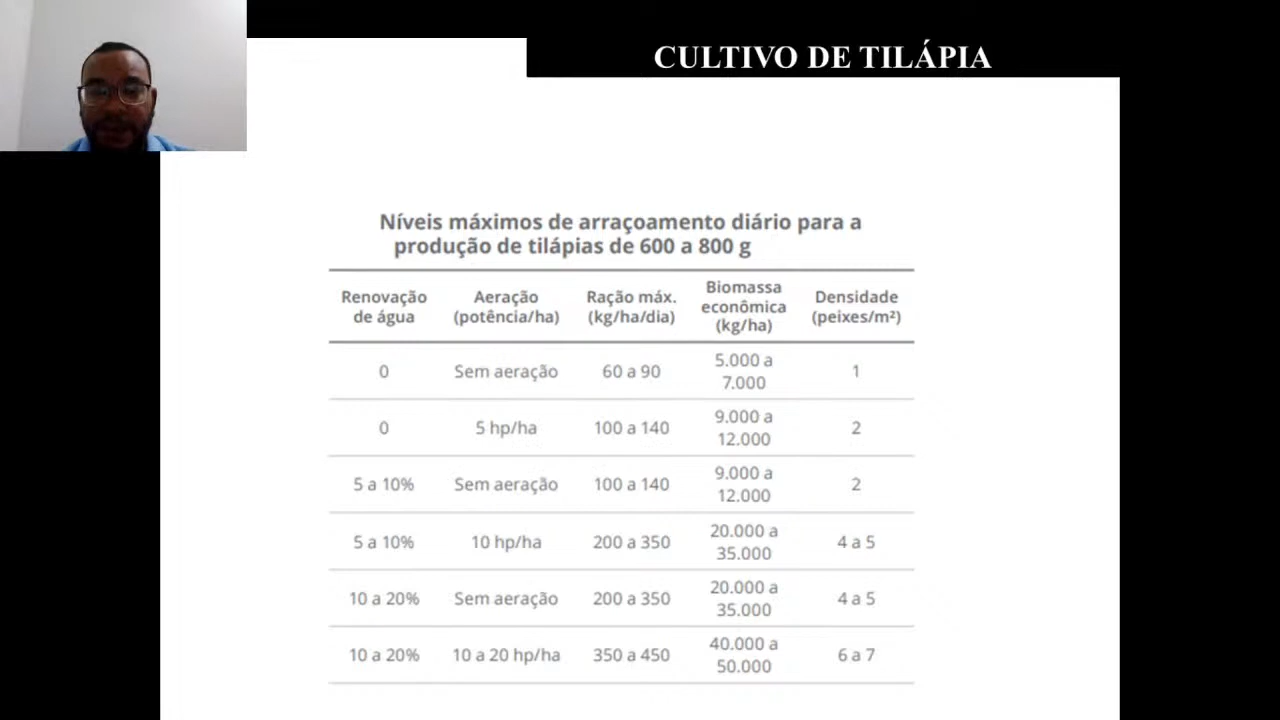 CULTIVO DE TILÁPIA
Níveis máximos de arraçoamento diário para a
produção de tilápias de 600 a 800 g
Renovação de água Aeração (potência/ha) Ração máx. (kg/ha/dia) Biomassa econômica (kg/ha) Densidade (peixes/m²)
0 Sem aeração 60 a 90 5.000 a 7.000 1
0 5 hp/ha 100 a 140 9.000 a 12.000 2
5 a 10% Sem aeração 100 a 140 9.000 a 12.000 2
5 a 10% 10 hp/ha 200 a 350 20.000 a 35.000 4 a 5
10 a 20% Sem aeração 200 a 350 20.000 a 35.000 4 a 5
10 a 20% 10 a 20 hp/ha 350 a 450 40.000 a 50.000 6 a 7